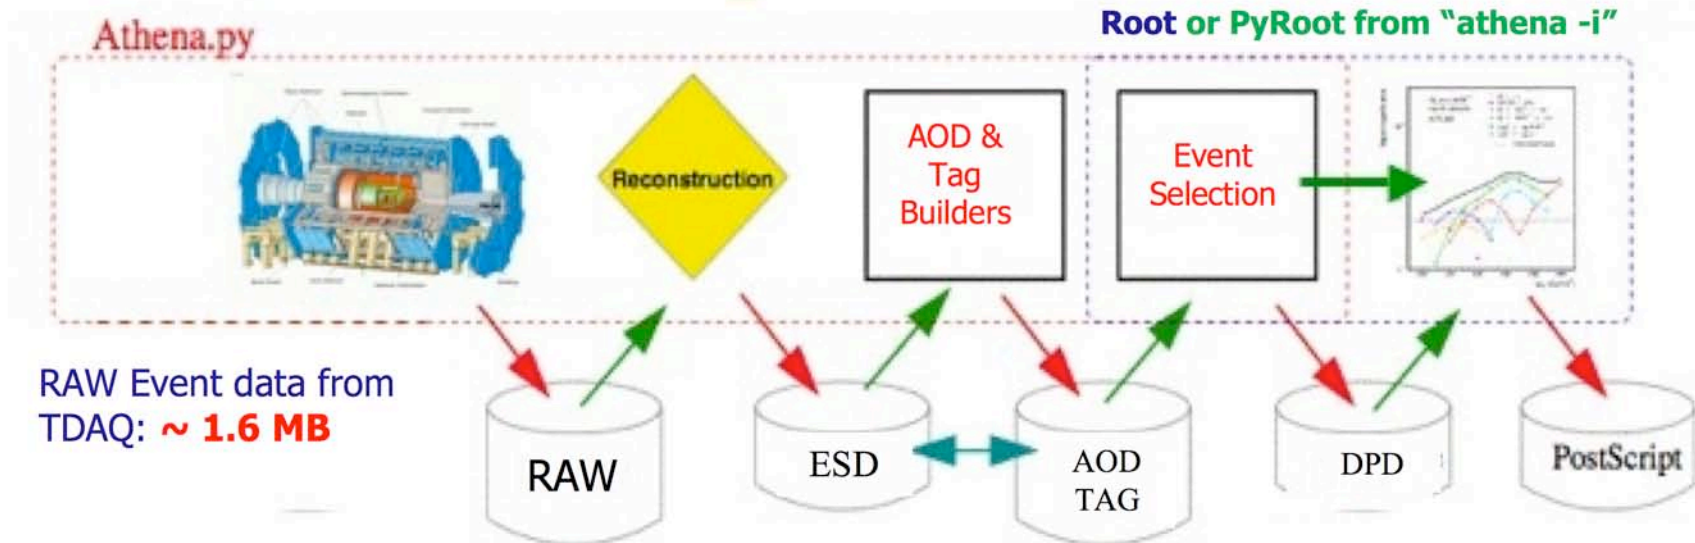 Root or PyRoot from “athena -i”
Athena.py
Reconstruction
AOD &
Tag
Builders
Event
Selection
RAW Event data from
TDAQ: ~ 1.6 MB
RAW
ESD
AOD
TAG
DPD
PostScript